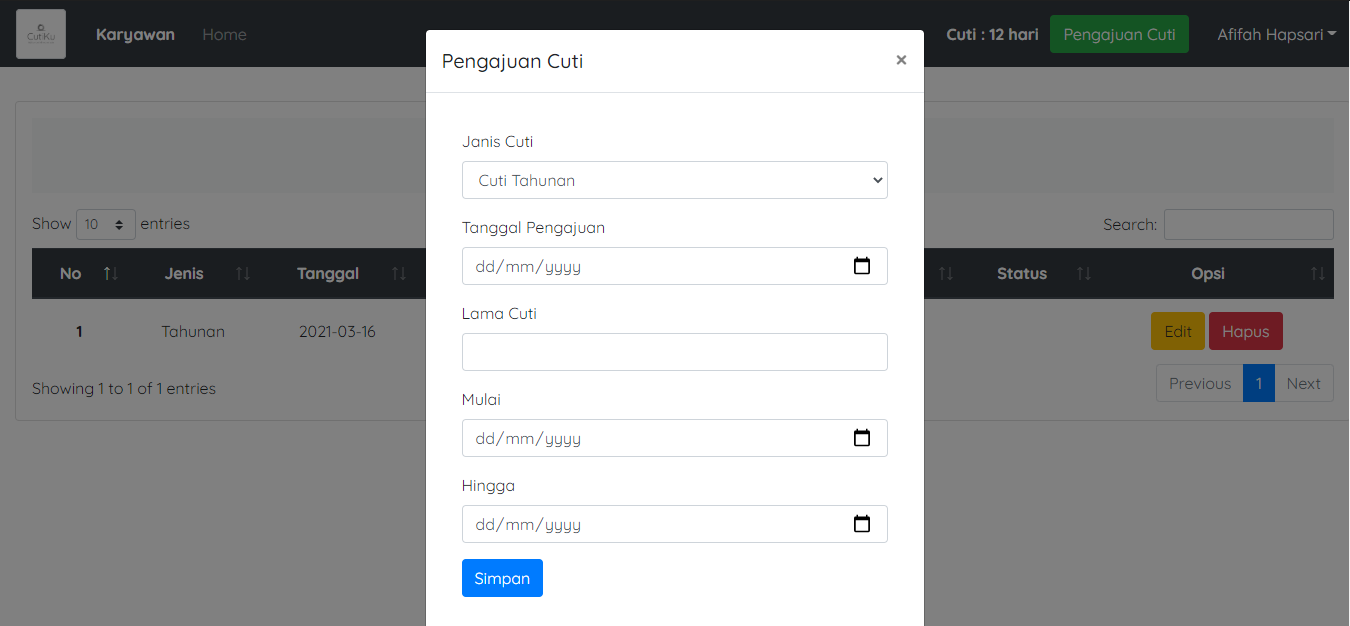 CutiKu
Karyawan Home
Cuti : 12 hari Pengajuan Cuti Afifah Hapsari
Pengajuan Cuti ×
Janis Cuti
Cuti Tahunan
Tanggal Pengajuan
dd/mm/yyyy
Lama Cuti
Mulai
dd/mm/yyyy
Hingga
dd/mm/yyyy
Simpan
Show 10 entries
Search:
No Jenis Tanggal Status Opsi
1 Tahunan 2021-03-16 Edit Hapus
Showing 1 to 1 of 1 entries
Previous 1 Next